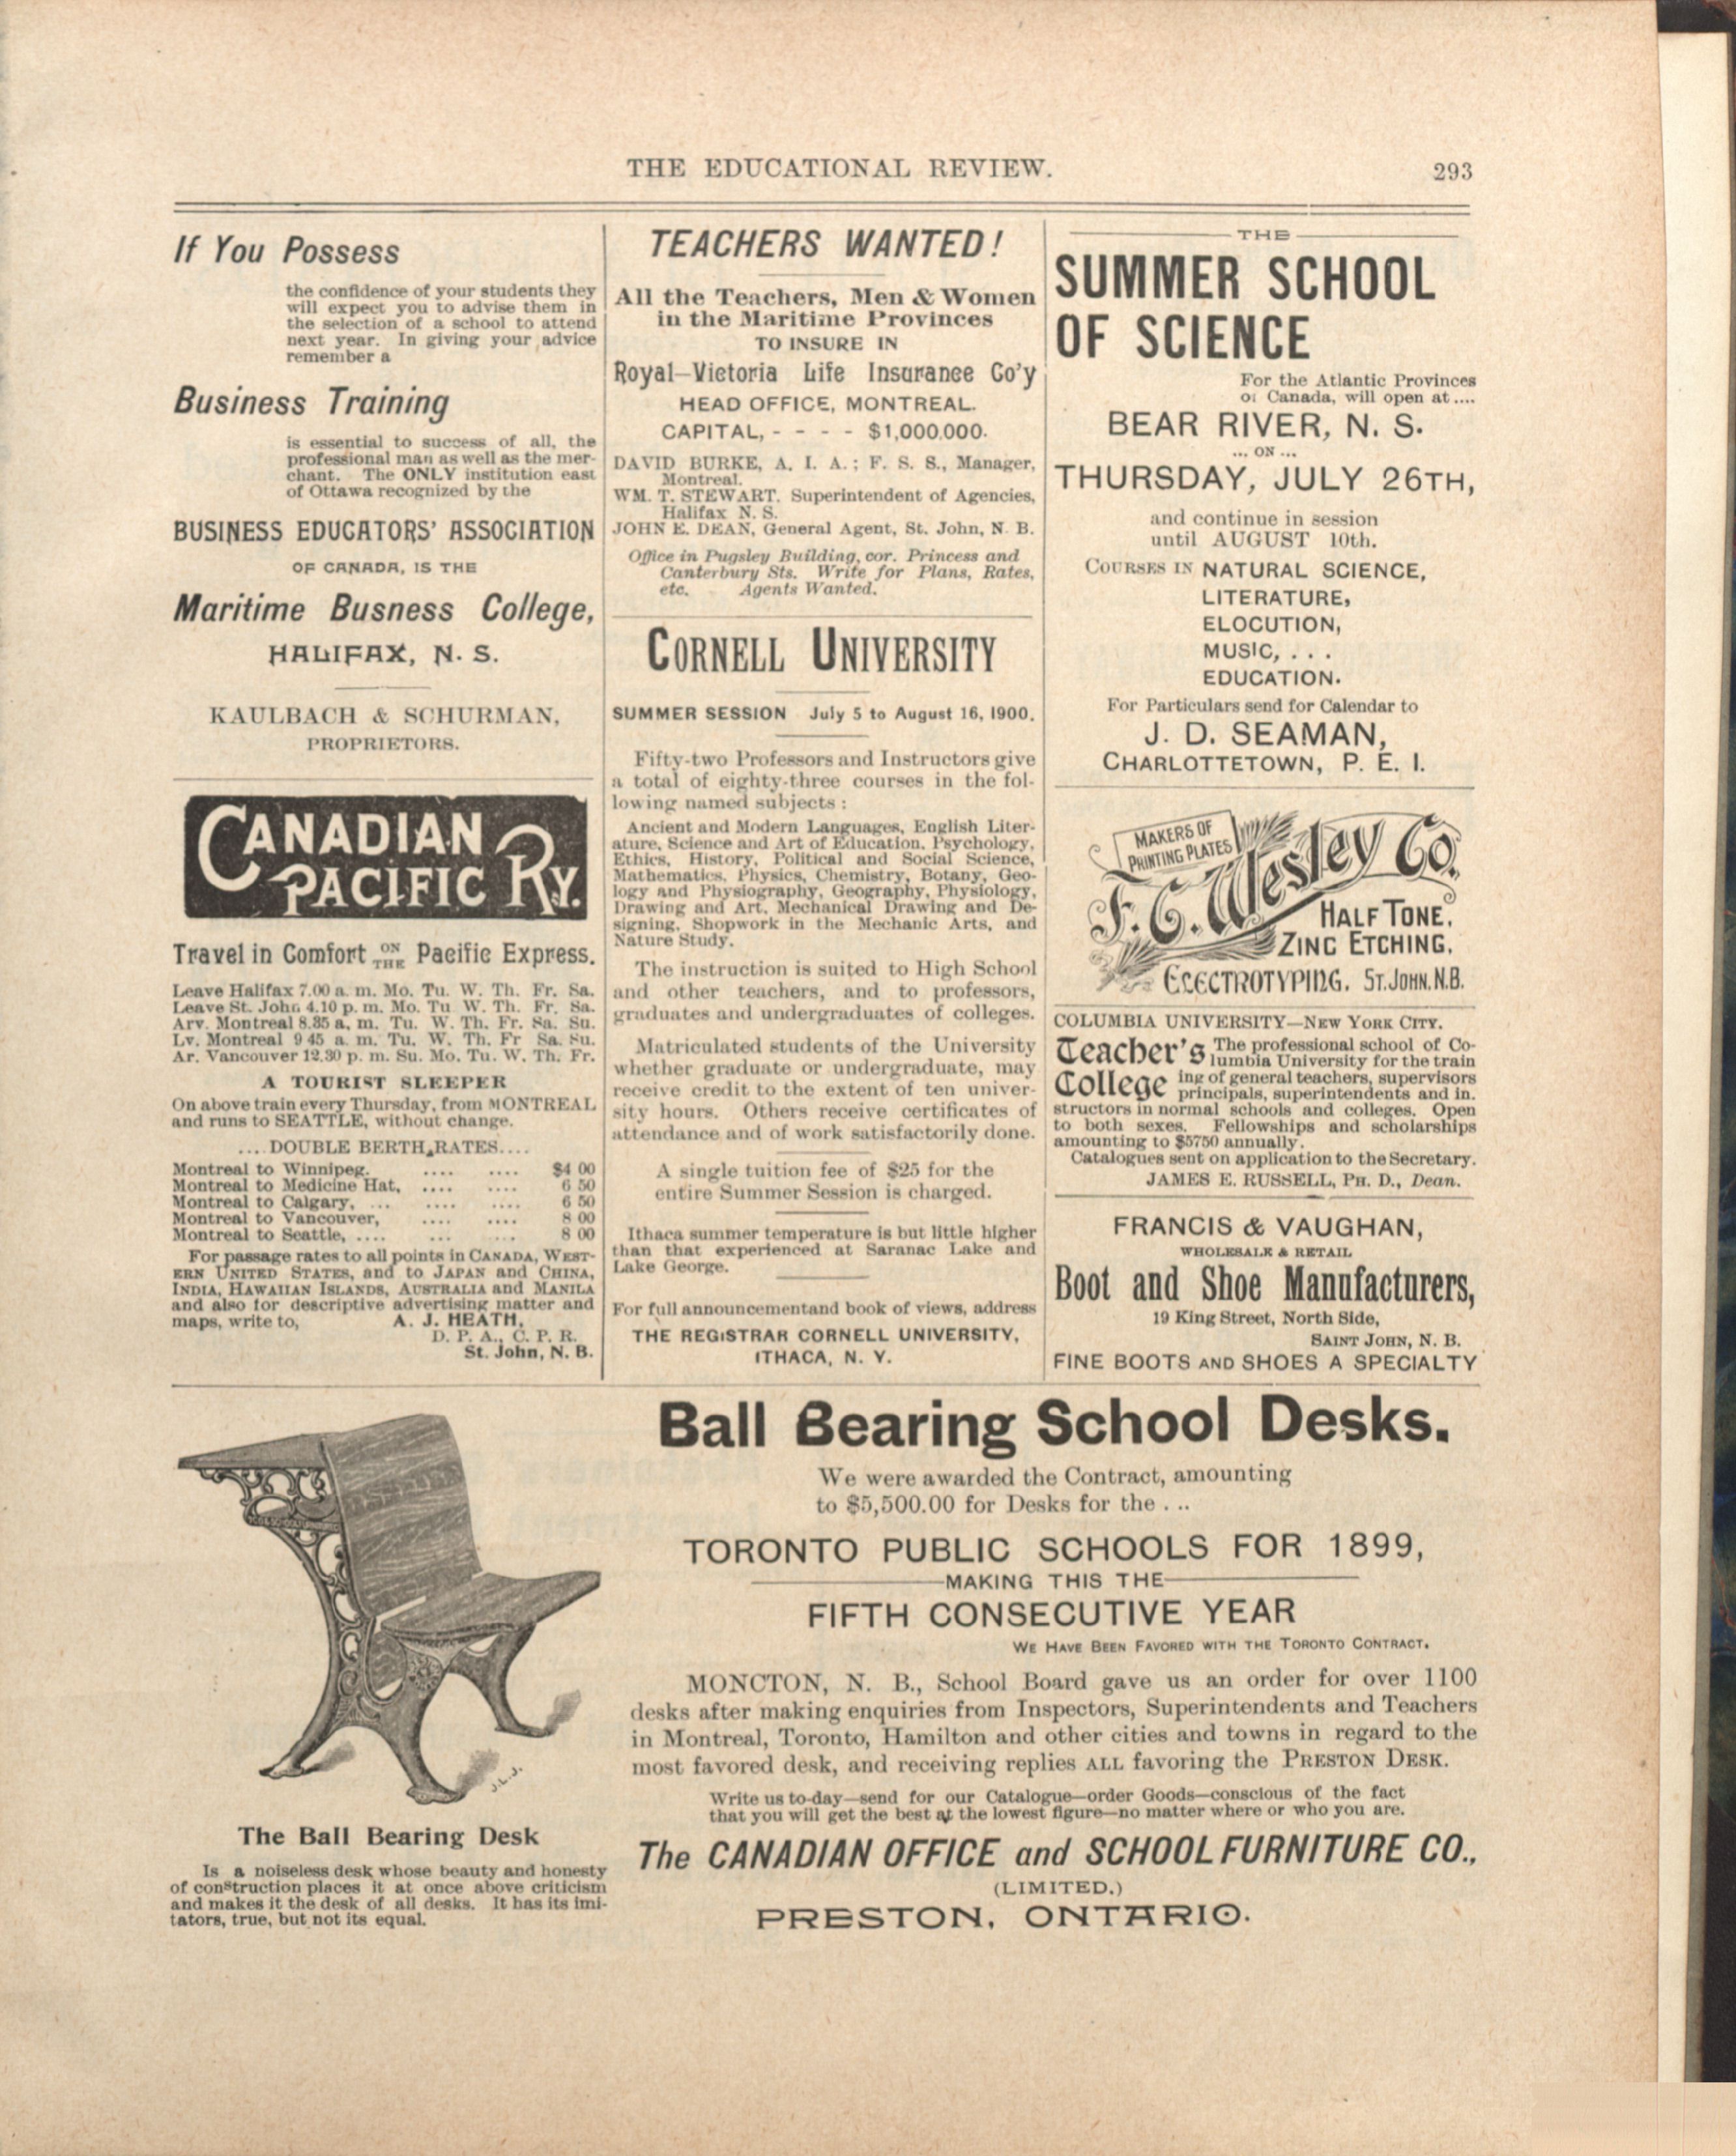 THE EDUCATIONAL REVIEW.
293
If You Possess
the confidence of your students they
will expect you to advise them in
the selection of a school to attend
next year. In giving your advice
remember a
Business Training
is essential to success of all, the
professional man as well as the mer-
chant. The ONLY institution east
of Ottawa recognized by the
BUSINESS EDUCATORS' ASSOCIATION
OF CANADA, IS THE
Maritime Busness College,
HALIFAX, N. S.
KAULBACH & SCHURMAN,
PROPRIETORS.
CANADIAN
PACIFIC RY.
Travel in Comfort ON THE Pacific Express.
Leave Halifax 7.00 a. m. Mo. Tu. W. Th. Fr. Sa.
Leave St. John 4.10 p. m. Mo. Tu W. Th. Fr. Sa.
Arv. Montreal 8.35 a, m. Tu. W. Th. Fr. Sa. Su.
Lv. Montreal 9 45 a. m. Tu. W. Th. Fr Sa. Su.
Ar. Vancouver 12.30 p. m. Su. Mo. Tu. W. Th. Fr.
A TOURIST SLEEPER
On above train every Thursday, from MONTREAL
and runs to SEATTLE, without change.
....DOUBLE BERTH RATES....
Montreal to Winnipeg. .... .... $4 00
Montreal to Medicine Hat, .... .... 6 50
Montreal to Calgary, ... .... .... 6 50
Montreal to Vancouver, .... .... 8 00
Montreal to Seattle, .... ... .... 8 00
For passage rates to all points in CANADA, WEST-
ERN UNITED STATES, and to JAPAN and CHINA,
INDIA, HAWAIIAN ISLANDS, AUSTRALIA and MANILA
and also for descriptive advertising matter and
maps, write to, A. J. HEATH,
D. P. A., C. P. R.
St. John, N. B.
TEACHERS WANTED!
All the Teachers, Men & Women
in the Maritime Provinces
TO INSURE IN
Royal-Victoria Life Insurance Co'y
HEAD OFFICE, MONTREAL.
CAPITAL, - - - - $1,000,000.
DAVID BURKE, A. I. A.; F. S. S., Manager,
Montreal.
WM. T. STEWART. Superintendent of Agencies,
Halifax N. S.
JOHN E. DEAN, General Agent, St. John, N. B.
Office in Pugsley Building, cor. Princess and
Canterbury Sts. Write for Plans, Rates,
etc. Agents Wanted.
CORNELL UNIVERSITY
SUMMER SESSION July 5 to August 16, 1900.
Fifty-two Professors and Instructors give
a total of eighty-three courses in the fol-
lowing named subjects:
Ancient and Modern Languages, English Liter-
ature, Science and Art of Education, Psychology,
Ethics, History, Political and Social Science,
Mathematics, Physics, Chemistry, Botany, Geo-
logy and Physiography, Geography, Physiology,
Drawing and Art, Mechanical Drawing and De-
signing, Shopwork in the Mechanic Arts, and
Nature Study.
The instruction is suited to High School
and other teachers, and to professors,
graduates and undergraduates of colleges.
Matriculated students of the University
whether graduate or undergraduate, may
receive credit to the extent of ten univer-
sity hours. Others receive certificates of
attendance and of work satisfactorily done.
A single tuition fee of $25 for the
entire Summer Session is charged.
Ithaca summer temperature is but little higher
than that experienced at Saranac Lake and
Lake George.
For full announcementand book of views, address
THE REGISTRAR CORNELL UNIVERSITY,
ITHACA, N. Y.
THE
SUMMER SCHOOL
OF SCIENCE
For the Atlantic Provinces
of Canada, will open at....
BEAR RIVER, N. S.
... ON ...
THURSDAY, JULY 26TH,
and continue in session
until AUGUST 10th.
COURSES IN NATURAL SCIENCE,
LITERATURE,
ELOCUTION,
MUSIC, . . .
EDUCATION.
For Particulars send for Calendar to
J. D. SEAMAN,
CHARLOTTETOWN, P. E. I.
MAKERS OF
PRINTING PLATES
F. C. Wesley Co.
HALF TONE.
ZINC ETCHING.
ELECTROTYPING. ST. JOHN. N.B.
COLUMBIA UNIVERSITY—NEW YORK CITY.
Teacher's The professional school of Co-
lumbia University for the train
College ing of general teachers, supervisors
principals, superintendents and in.
structors in normal schools and colleges. Open
to both sexes. Fellowships and scholarships
amounting to $5750 annually.
Catalogues sent on application to the Secretary.
JAMES E. RUSSELL, PH. D., Dean.
FRANCIS & VAUGHAN,
WHOLESALE & RETAIL
Boot and Shoe Manufacturers,
19 King Street, North Side,
SAINT JOHN, N. B.
FINE BOOTS AND SHOES A SPECIALTY
J.L.J.
The Ball Bearing Desk
Is a noiseless desk whose beauty and honesty
of construction places it at once above criticism
and makes it the desk of all desks. It has its imi-
tators, true, but not its equal.
Ball Bearing School Desks.
We were awarded the Contract, amounting
to $5,500.00 for Desks for the . ..
TORONTO PUBLIC SCHOOLS FOR 1899,
MAKING THIS THE
FIFTH CONSECUTIVE YEAR
WE HAVE BEEN FAVORED WITH THE TORONTO CONTRACT.
MONCTON, N. B., School Board gave us an order for over 1100
desks after making enquiries from Inspectors, Superintendents and Teachers
in Montreal, Toronto, Hamilton and other cities and towns in regard to the
most favored desk, and receiving replies ALL favoring the PRESTON DESK.
Write us to-day—send for our Catalogue—order Goods—conscious of the fact
that you will get the best at the lowest figure—no matter where or who you are.
The CANADIAN OFFICE and SCHOOL FURNITURE CO.,
(LIMITED.)
PRESTON, ONTARIO.